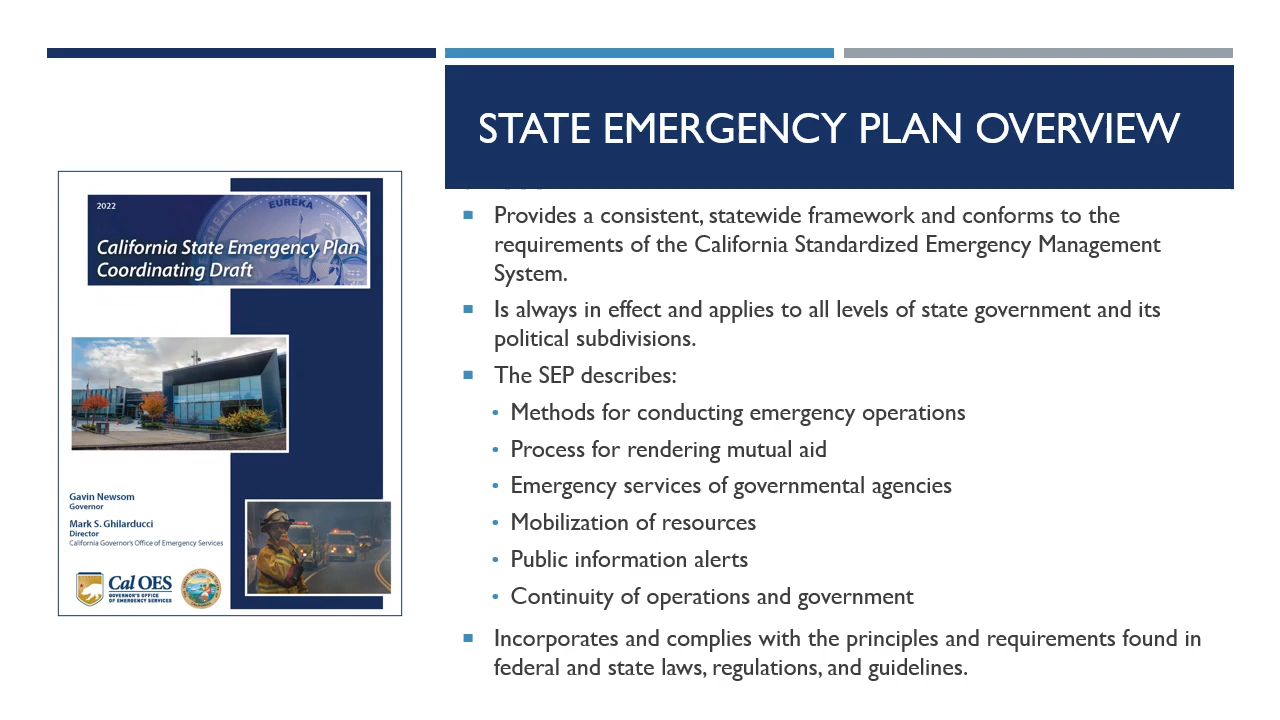 STATE EMERGENCY PLAN OVERVIEW
2022
EUREKA
California State Emergency Plan
Coordinating Draft
Gavin Newsom
Governor
Mark S. Ghilarducci
Director
California Governor's Office of Emergency Services
Cal OES
GOVERNOR'S OFFICE
OF EMERGENCY SERVICES
Provides a consistent, statewide framework and conforms to the
requirements of the California Standardized Emergency Management
System.
Is always in effect and applies to all levels of state government and its
political subdivisions.
The SEP describes:
Methods for conducting emergency operations
Process for rendering mutual aid
Emergency services of governmental agencies
Mobilization of resources
Public information alerts
Continuity of operations and government
Incorporates and complies with the principles and requirements found in
federal and state laws, regulations, and guidelines.